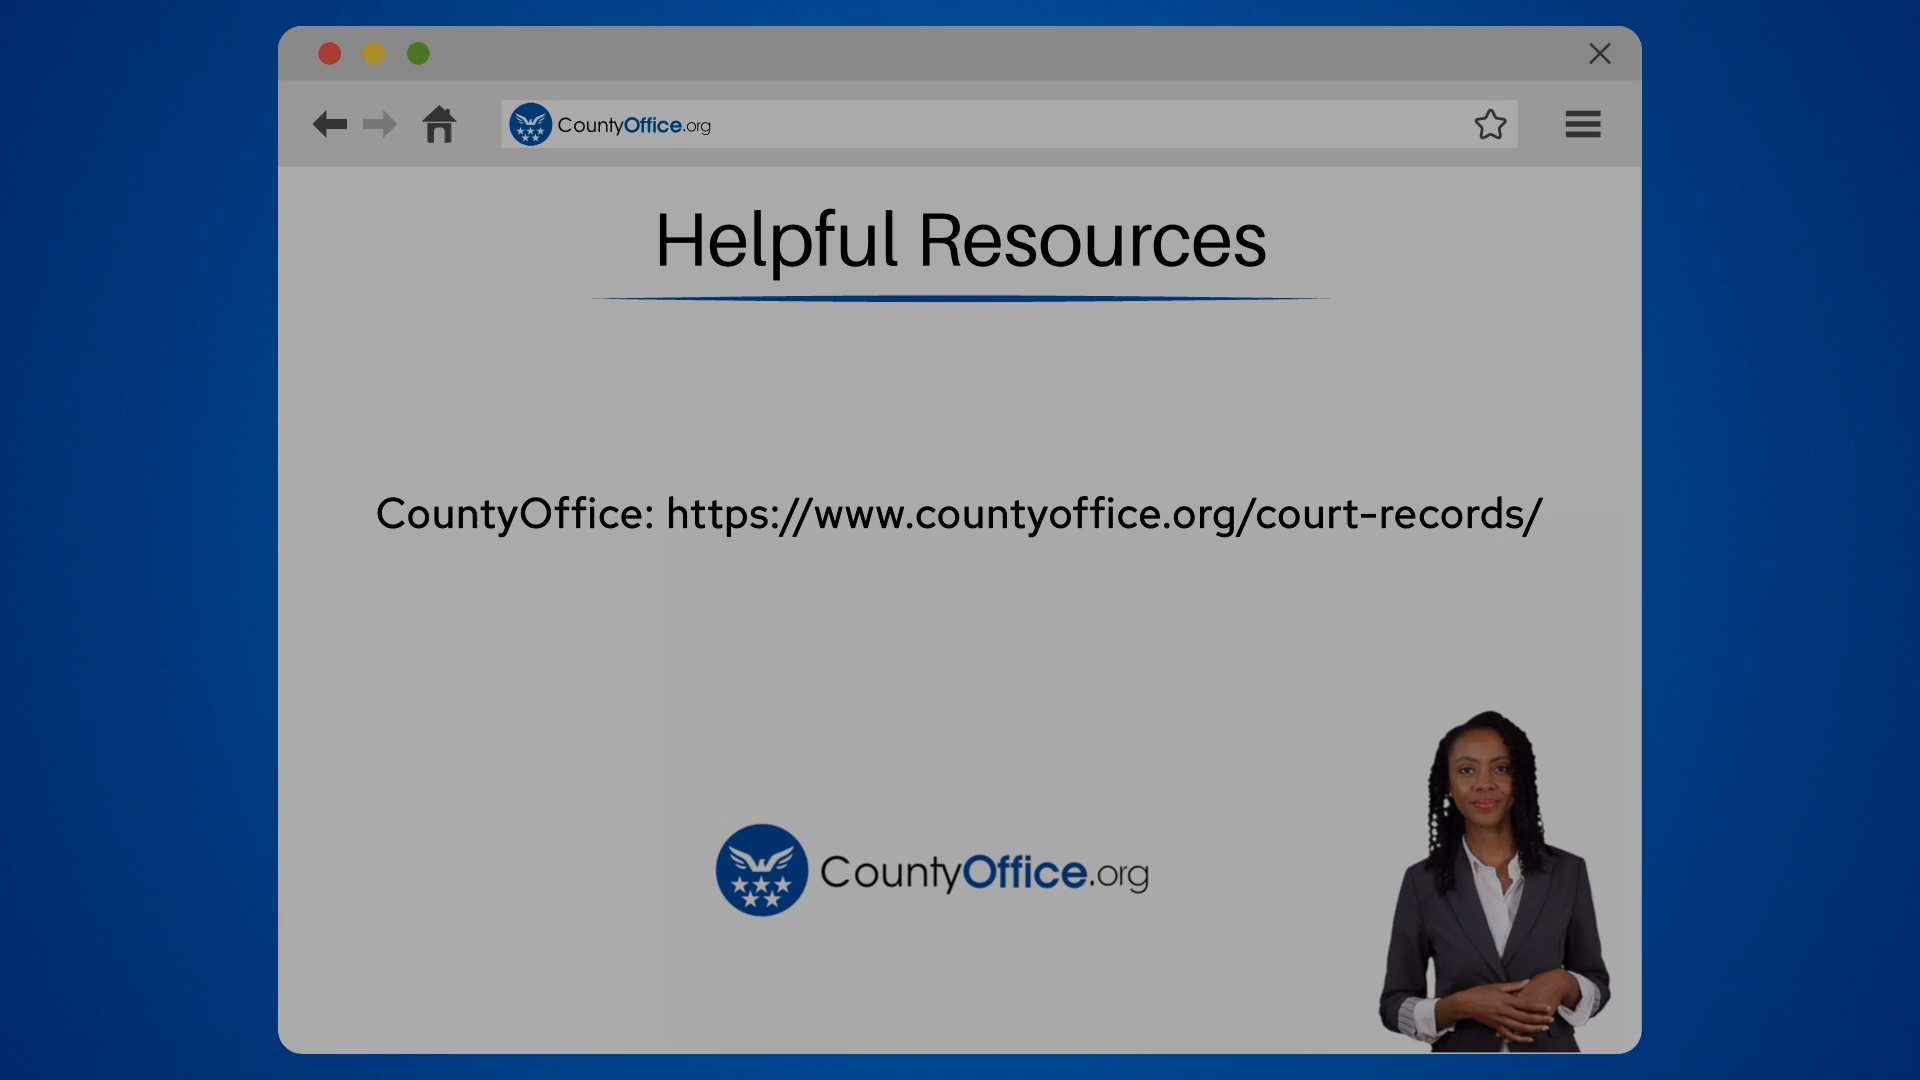 CountyOffice.org
Helpful Resources
CountyOffice: https://www.countyoffice.org/court-records/
CountyOffice.org